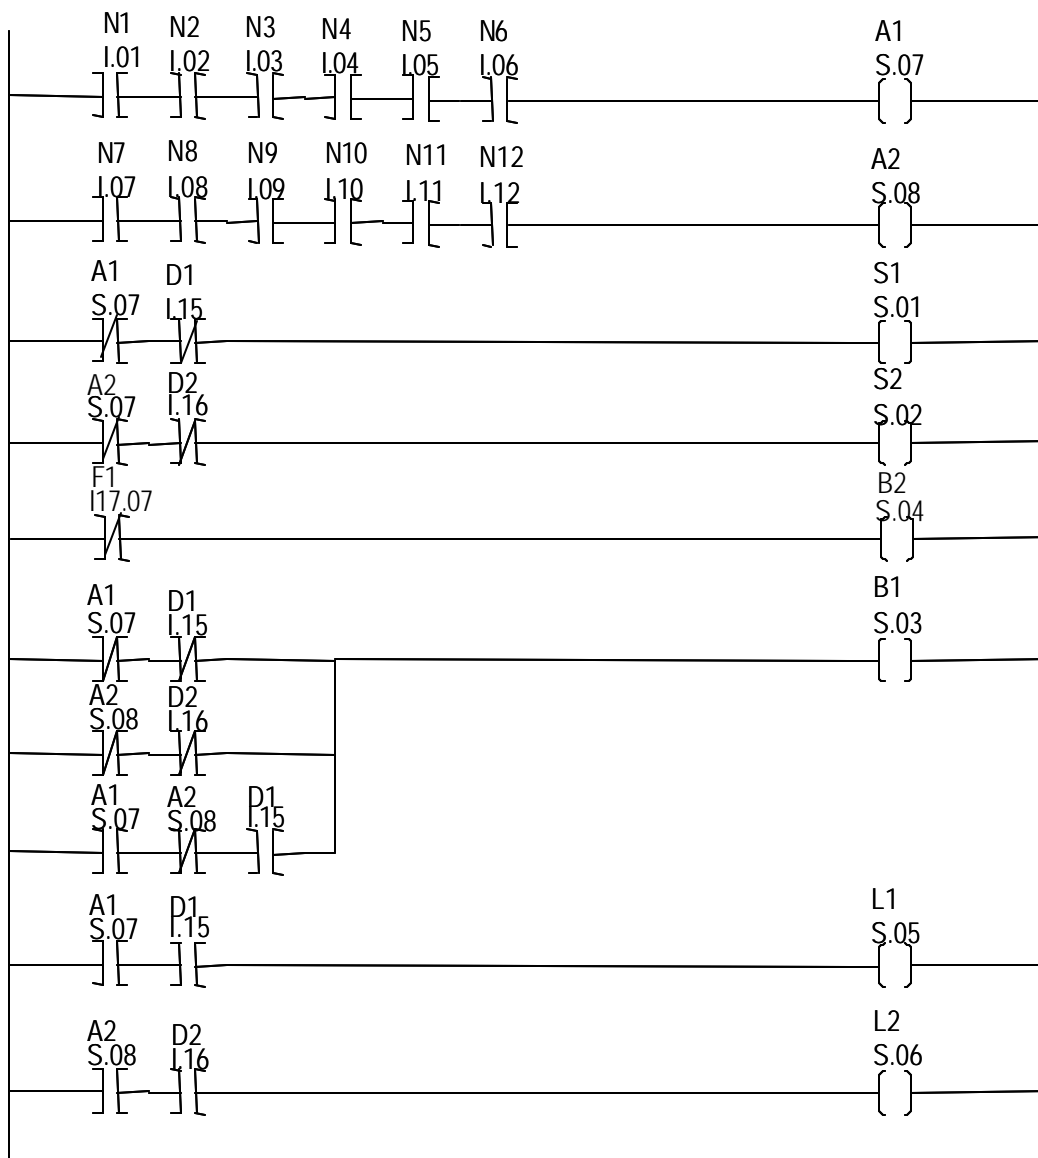 N1 N2 N3 N4 N5 N6 A1
I.01 I.02 I.03 I.04 I.05 I.06 S.07
N7 N8 N9 N10 N11 N12 A2
I.07 I.08 I.09 I.10 I.11 I.12 S.08
A1 D1 S1
S.07 I.15 S.01
A2 D2 S2
S.07 I.16 S.02
F1 B2
I17.07 S.04
A1 D1 B1
S.07 I.15 S.03
A2 D2
S.08 I.16
A1 A2 D1
S.07 S.08 I.15
A1 D1 L1
S.07 I.15 S.05
A2 D2 L2
S.08 I.16 S.06